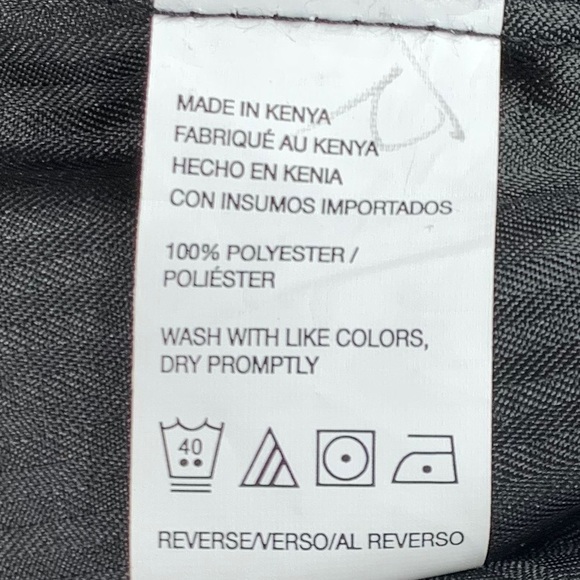 MADE IN KENYA
FABRIQUÉ AU KENYA
HECHO EN KENIA
CON INSUMOS IMPORTADOS
100% POLYESTER /
POLIÉSTER
WASH WITH LIKE COLORS,
DRY PROMPTLY
40
REVERSE/VERSO/AL REVERSO